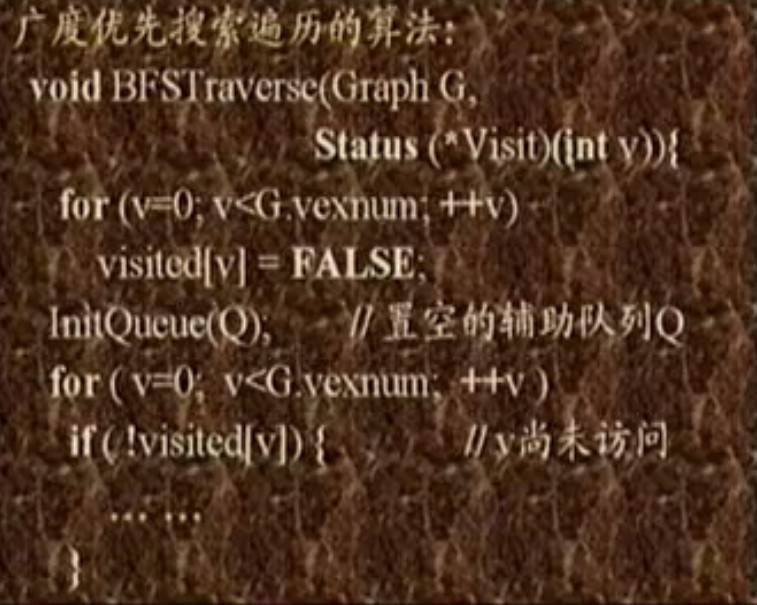 广度优先搜索遍历的算法:
void BFSTraverse(Graph G,
Status (*Visit)(int v)){
for (v=0; v<G.vexnum; ++v)
visited[v] = FALSE;
InitQueue(Q); // 置空的辅助队列Q
for ( v=0; v<G.vexnum; ++v )
if ( !visited[v]) { // v尚未访问
… …
}